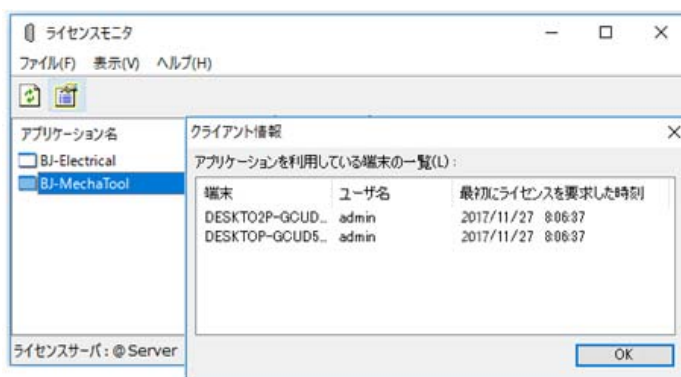 ライセンスモニタ
ファイル(F) 表示(V) ヘルプ(H)
アプリケーション名
BJ-Electrical
BJ-MechaTool
ライセンスサーバ : @Server
クライアント情報
アプリケーションを利用している端末の一覧(L) :
端末 ユーザ名 最初にライセンスを要求した時刻
DESKTO2P-GCUD... admin 2017/11/27 8:06:37
DESKTOP-GCUD5... admin 2017/11/27 8:06:37
OK